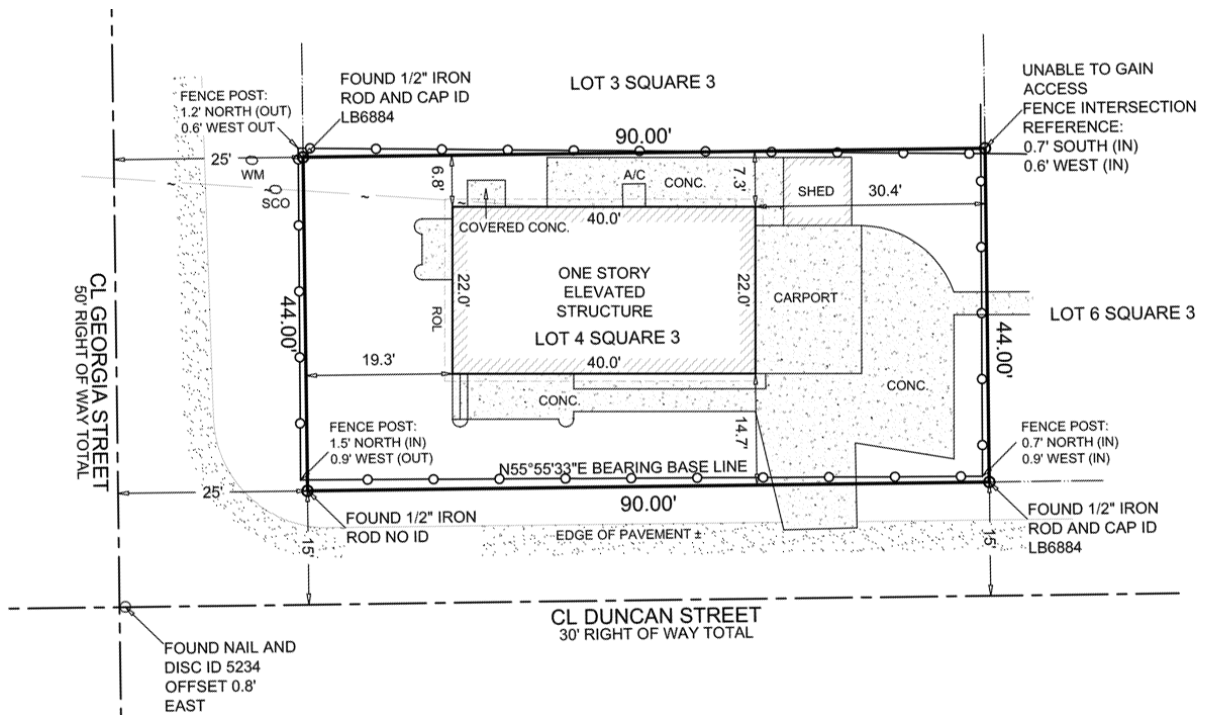 LOT 3 SQUARE 3
FOUND 1/2" IRON
ROD AND CAP ID
LB6884
FENCE POST:
1.2' NORTH (OUT)
0.6' WEST OUT
UNABLE TO GAIN
ACCESS
FENCE INTERSECTION
REFERENCE:
0.7' SOUTH (IN)
0.6' WEST (IN)
90.00'
25'
WM
SCO
~
~
~
6.8'
A/C
CONC.
7.3'
SHED
30.4'
COVERED CONC.
40.0'
ONE STORY
ELEVATED
STRUCTURE
LOT 4 SQUARE 3
40.0'
22.0'
22.0'
ROL
CARPORT
LOT 6 SQUARE 3
CL GEORGIA STREET
50' RIGHT OF WAY TOTAL
44.00'
44.00'
19.3'
CONC.
CONC.
14.7'
FENCE POST:
1.5' NORTH (IN)
0.9' WEST (OUT)
FENCE POST:
0.7' NORTH (IN)
0.9' WEST (IN)
N55°55'33"E BEARING BASE LINE
90.00'
25'
FOUND 1/2" IRON
ROD NO ID
FOUND 1/2" IRON
ROD AND CAP ID
LB6884
EDGE OF PAVEMENT ±
15'
15'
CL DUNCAN STREET
30' RIGHT OF WAY TOTAL
FOUND NAIL AND
DISC ID 5234
OFFSET 0.8'
EAST